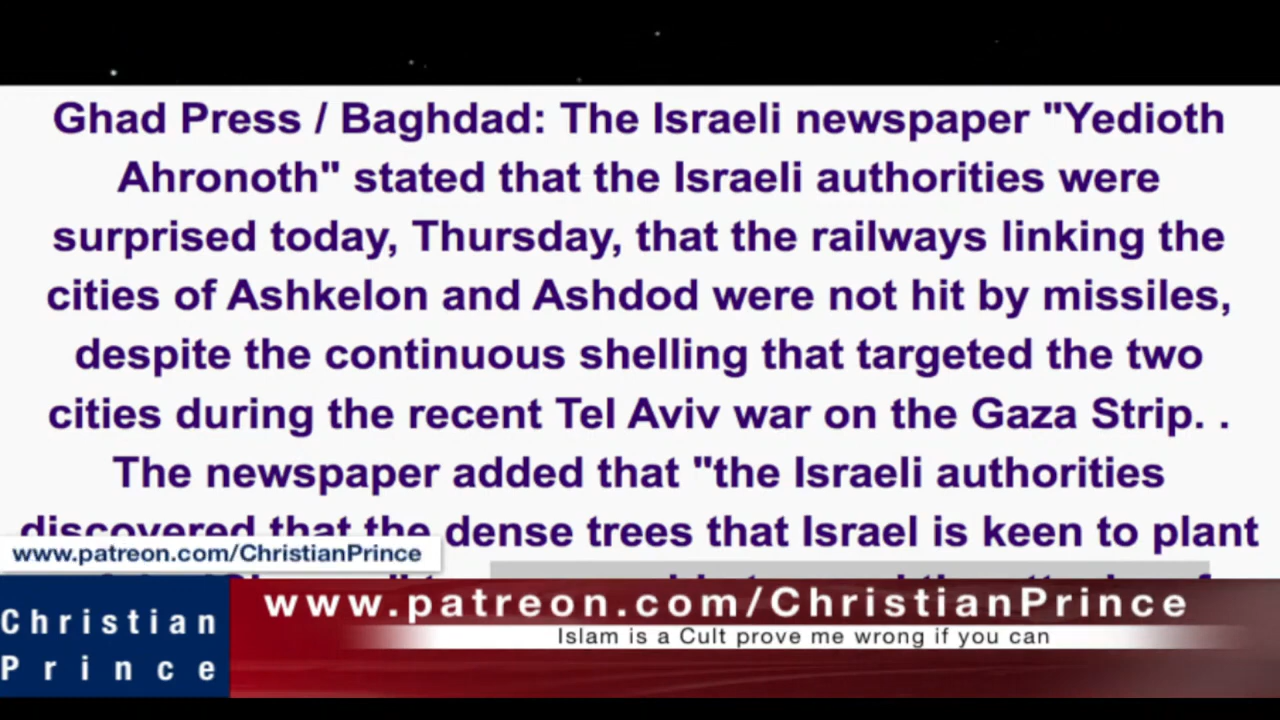 Ghad Press / Baghdad: The Israeli newspaper "Yedioth
Ahronoth" stated that the Israeli authorities were
surprised today, Thursday, that the railways linking the
cities of Ashkelon and Ashdod were not hit by missiles,
despite the continuous shelling that targeted the two
cities during the recent Tel Aviv war on the Gaza Strip. .
The newspaper added that "the Israeli authorities
discovered that the dense trees that Israel is keen to plant
www.patreon.com/ChristianPrince
www.patreon.com/ChristianPrince
Islam is a Cult prove me wrong if you can
Christian
Prince